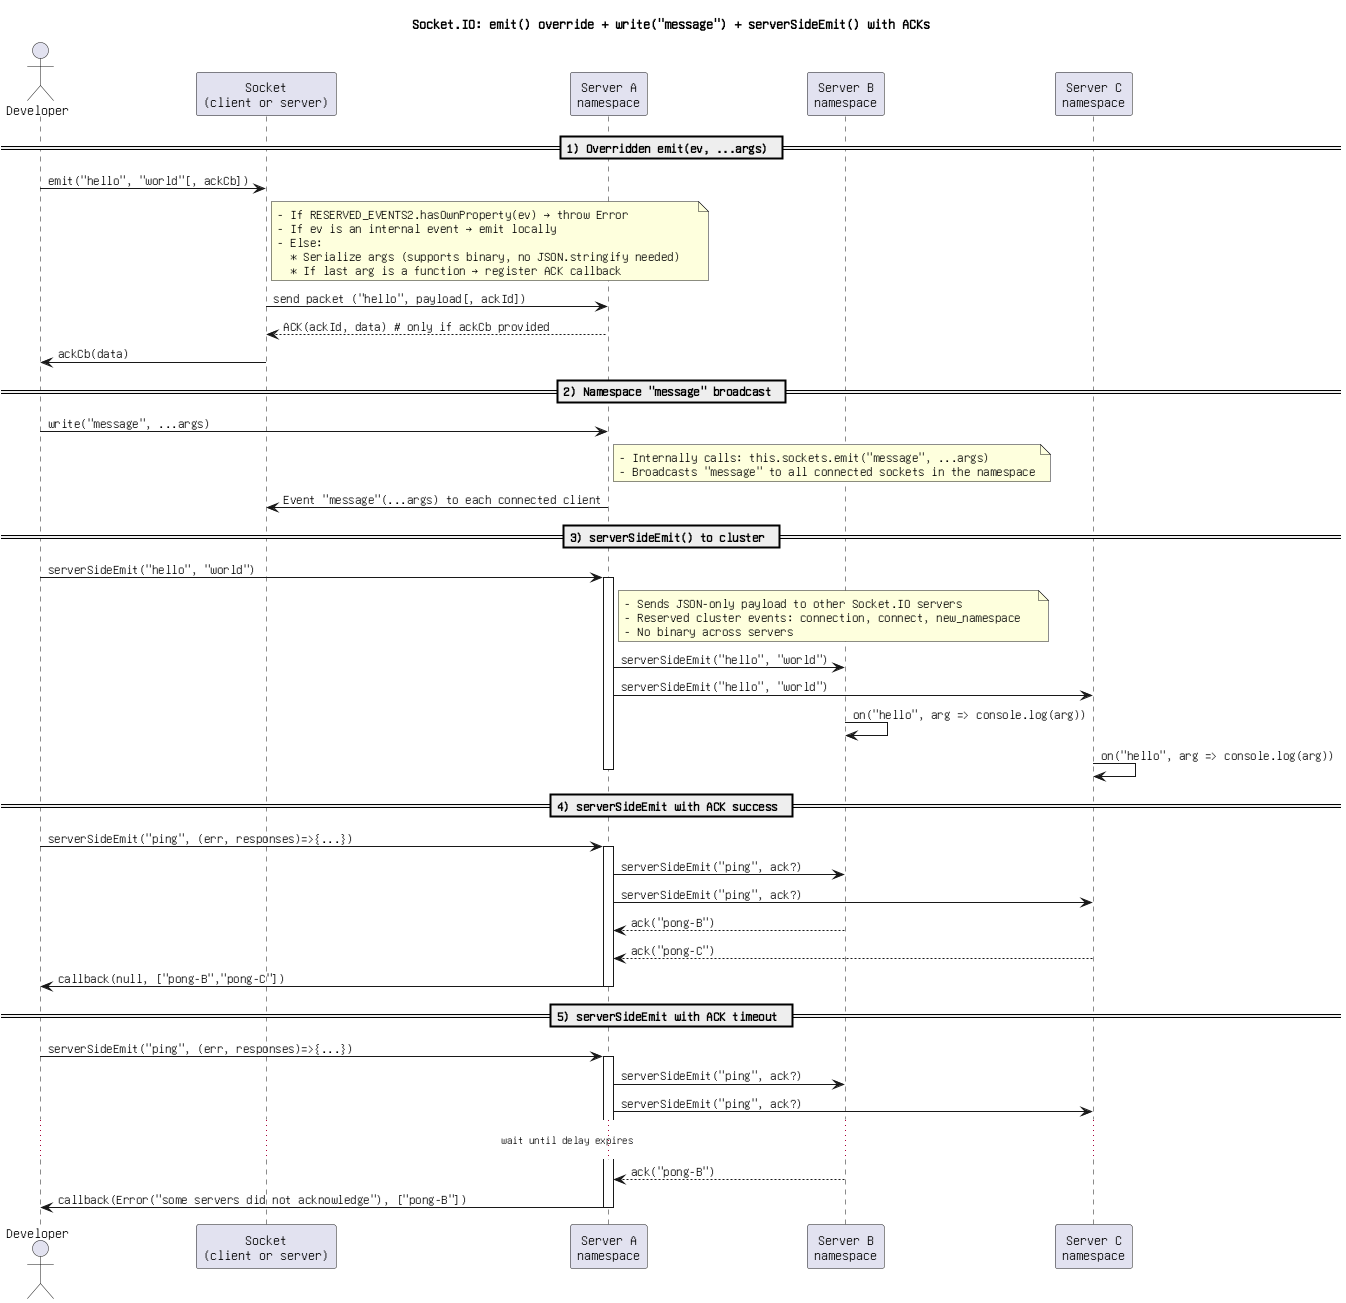 Socket.IO: emit() override + write("message") + serverSideEmit() with ACKs
Developer
Socket
(client or server)
Server A
namespace
Server B
namespace
Server C
namespace
1) Overridden emit(ev, ...args)
emit("hello", "world"[, ackCb])
- If RESERVED_EVENTS2.hasOwnProperty(ev) → throw Error
- If ev is an internal event → emit locally
- Else:
* Serialize args (supports binary, no JSON.stringify needed)
* If last arg is a function → register ACK callback
send packet ("hello", payload[, ackId])
ACK(ackId, data) # only if ackCb provided
ackCb(data)
2) Namespace "message" broadcast
write("message", ...args)
- Internally calls: this.sockets.emit("message", ...args)
- Broadcasts "message" to all connected sockets in the namespace
Event "message"(...args) to each connected client
3) serverSideEmit() to cluster
serverSideEmit("hello", "world")
- Sends JSON-only payload to other Socket.IO servers
- Reserved cluster events: connection, connect, new_namespace
- No binary across servers
serverSideEmit("hello", "world")
serverSideEmit("hello", "world")
on("hello", arg => console.log(arg))
on("hello", arg => console.log(arg))
4) serverSideEmit with ACK success
serverSideEmit("ping", (err, responses)=>{...})
serverSideEmit("ping", ack?)
serverSideEmit("ping", ack?)
ack("pong-B")
ack("pong-C")
callback(null, ["pong-B","pong-C"])
5) serverSideEmit with ACK timeout
serverSideEmit("ping", (err, responses)=>{...})
serverSideEmit("ping", ack?)
serverSideEmit("ping", ack?)
wait until delay expires
ack("pong-B")
callback(Error("some servers did not acknowledge"), ["pong-B"])
Developer
Socket
(client or server)
Server A
namespace
Server B
namespace
Server C
namespace